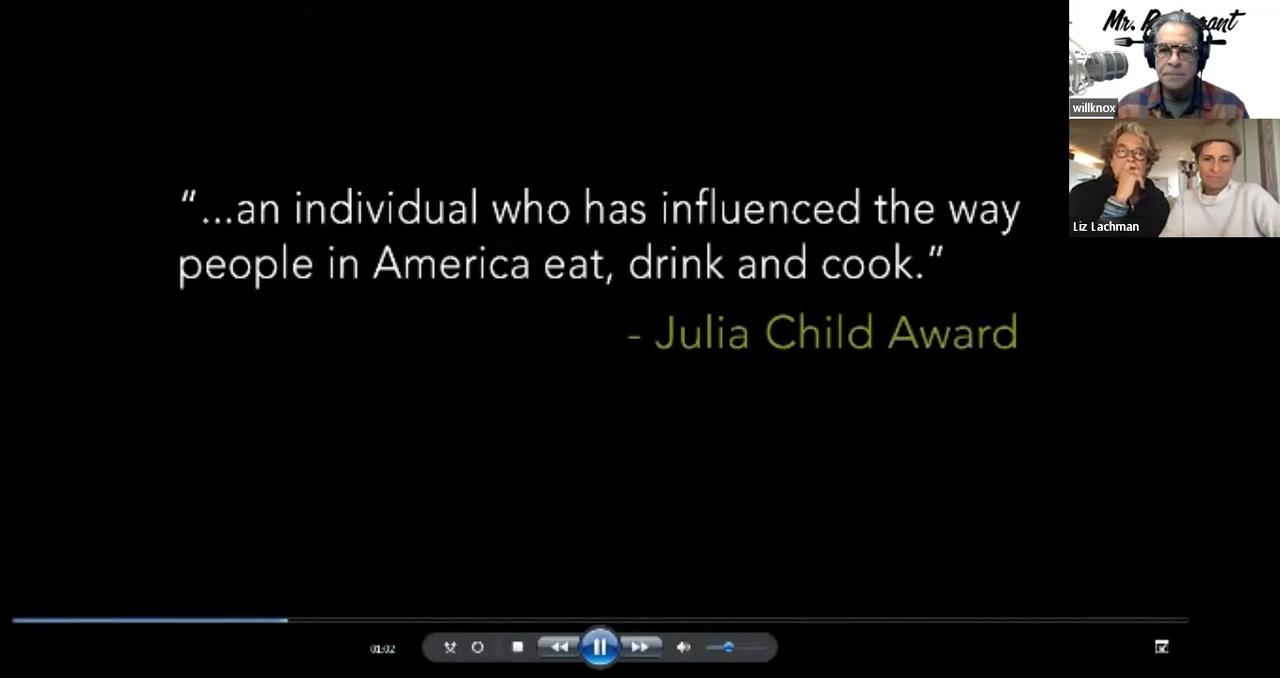 “...an individual who has influenced the way
people in America eat, drink and cook.”
- Julia Child Award
Mr.
willknox
Liz Lachman
01:02